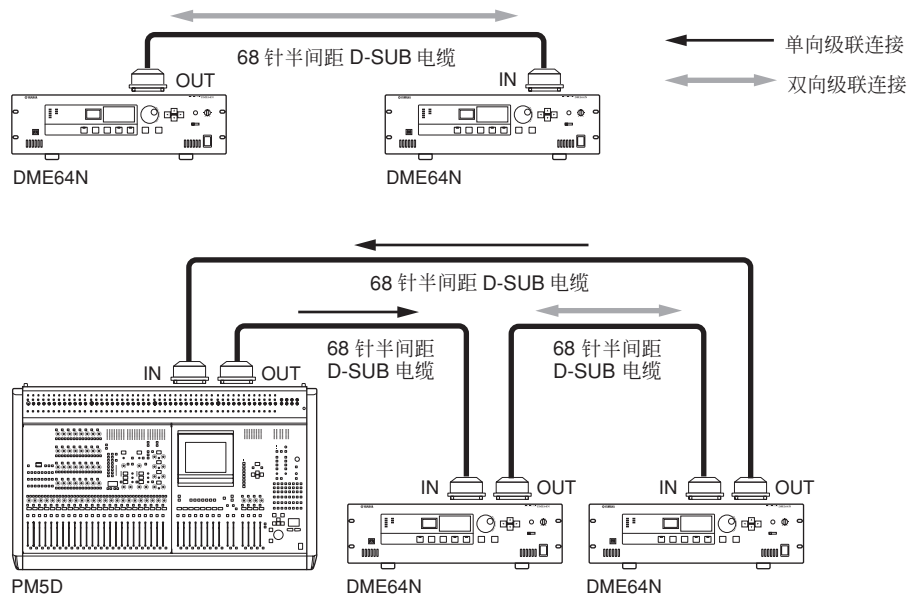 68 针半间距 D-SUB 电缆
OUT
IN
单向级联连接
双向级联连接
DME64N
DME64N
68 针半间距 D-SUB 电缆
68 针半间距
D-SUB 电缆
68 针半间距
D-SUB 电缆
IN
OUT
IN
OUT
IN
OUT
PM5D
DME64N
DME64N